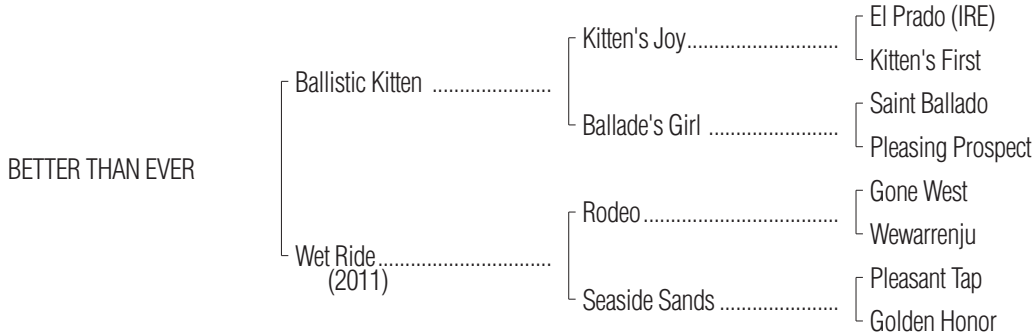 El Prado (IRE)
Kitten's Joy..............................
Kitten's First
Ballistic Kitten ........................
Saint Ballado
Ballade's Girl ..........................
Pleasing Prospect
BETTER THAN EVER
Gone West
Rodeo.......................................
Wewarrenju
Wet Ride...................................
(2011)
Pleasant Tap
Seaside Sands ........................
Golden Honor